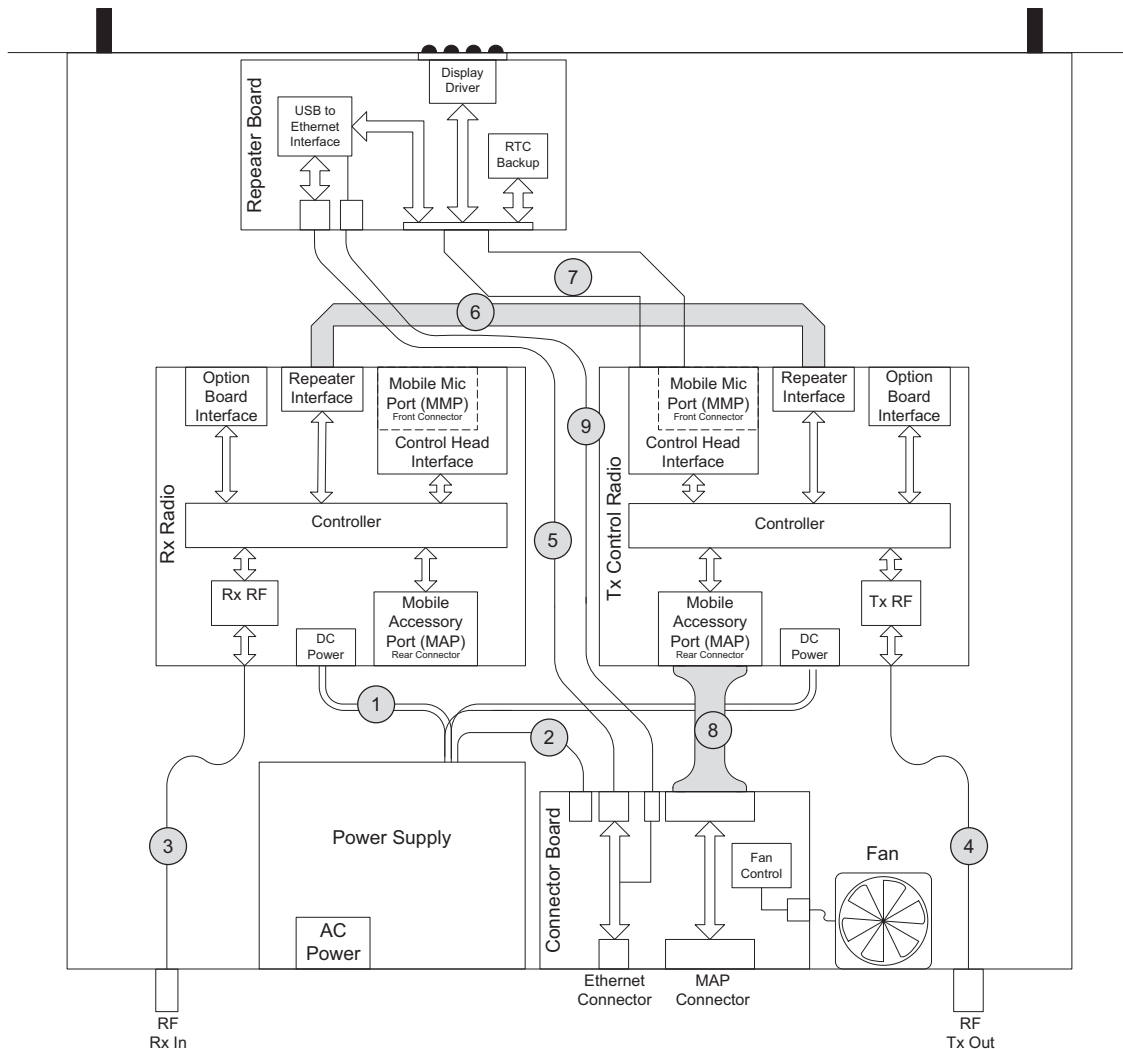 Repeater Board
Display
Driver
USB to
Ethernet
Interface
RTC
Backup
7
6
Rx Radio
Option
Board
Interface
Repeater
Interface
Mobile Mic
Port (MMP)
Front Connector
Control Head
Interface
Controller
Rx RF
Mobile
Accessory
Port (MAP)
Rear Connector
DC
Power
9
5
Tx Control Radio
Mobile Mic
Port (MMP)
Front Connector
Control Head
Interface
Repeater
Interface
Option
Board
Interface
Controller
Mobile
Accessory
Port (MAP)
Rear Connector
DC
Power
Tx RF
1
2
8
3
4
Power Supply
AC
Power
Connector Board
Fan
Control
Fan
Ethernet
Connector
MAP
Connector
RF
Rx In
RF
Tx Out